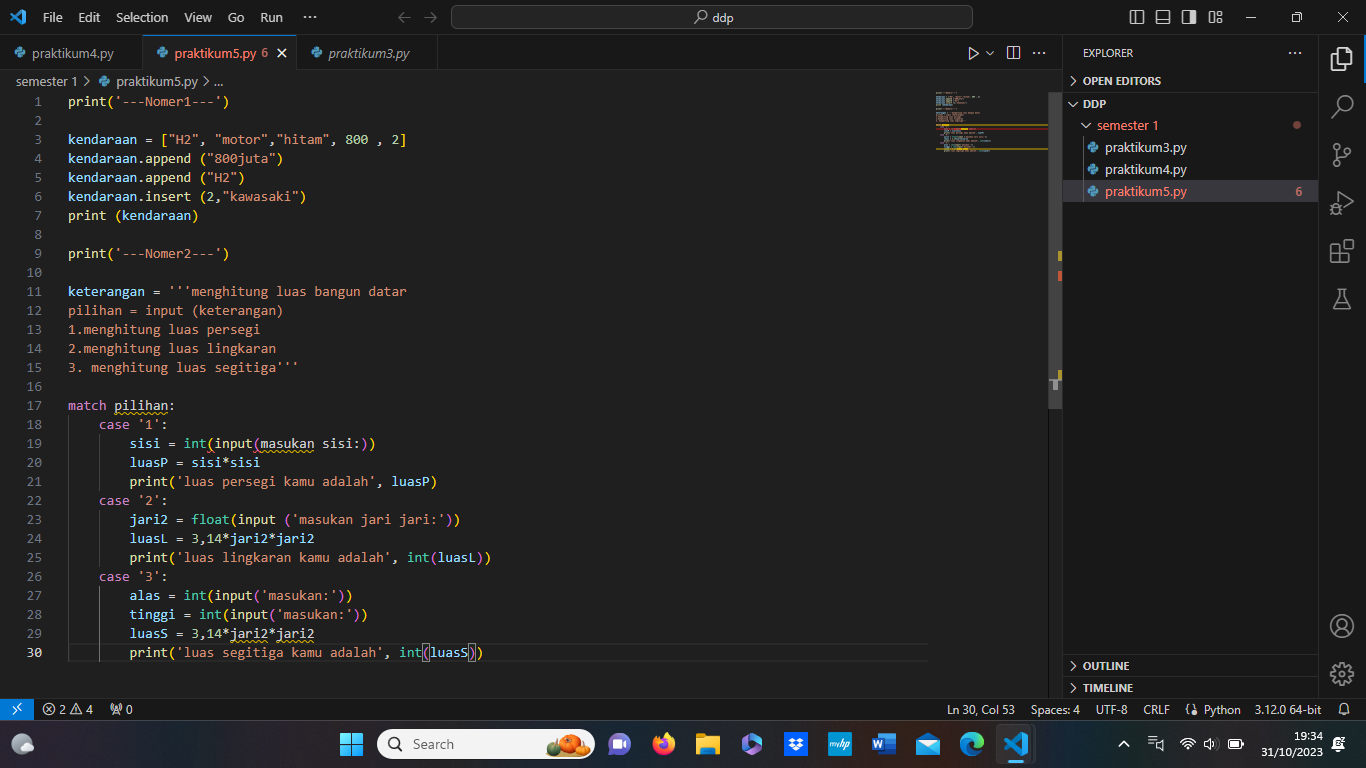 File Edit Selection View Go Run ···
ddp
praktikum4.py
praktikum5.py 6
praktikum3.py
semester 1 > praktikum5.py > ...
1 print('---Nomer1---')
2
3 kendaraan = ["H2", "motor","hitam", 800 , 2]
4 kendaraan.append ("800juta")
5 kendaraan.append ("H2")
6 kendaraan.insert (2,"kawasaki")
7 print (kendaraan)
8
9 print('---Nomer2---')
10
11 keterangan = '''menghitung luas bangun datar
12 pilihan = input (keterangan)
13 1.menghitung luas persegi
14 2.menghitung luas lingkaran
15 3. menghitung luas segitiga'''
16
17 match pilihan:
18 case '1':
19 sisi = int(input(masukan sisi:))
20 luasP = sisi*sisi
21 print('luas persegi kamu adalah', luasP)
22 case '2':
23 jari2 = float(input ('masukan jari jari:'))
24 luasL = 3,14*jari2*jari2
25 print('luas lingkaran kamu adalah', int(luasL))
26 case '3':
27 alas = int(input('masukan:'))
28 tinggi = int(input('masukan:'))
29 luasS = 3,14*jari2*jari2
30 print('luas segitiga kamu adalah', int(luasS))
EXPLORER
OPEN EDITORS
DDP
semester 1
praktikum3.py
praktikum4.py
praktikum5.py 6
OUTLINE
TIMELINE
2 4 0
Ln 30, Col 53 Spaces: 4 UTF-8 CRLF Python 3.12.0 64-bit
Search
myhp
19:34
31/10/2023